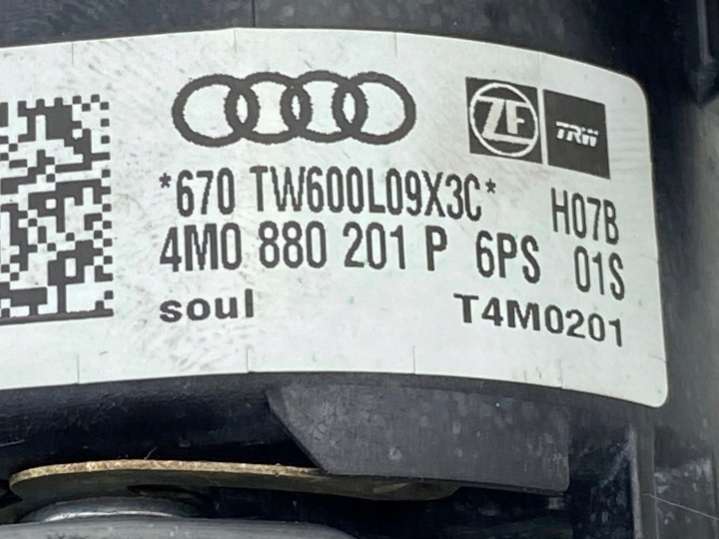 ZF TRW
*670 TW600L09X3C* H07B
4M0 880 201 P 6PS 01S
soul T4M0201